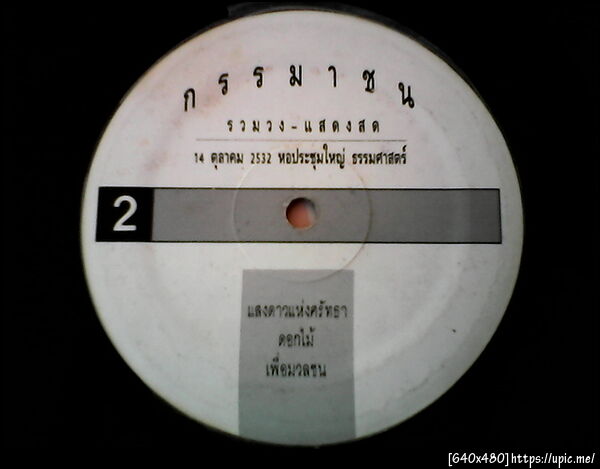 กรรมาชน
รวมวง - แสดงสด
14 ตุลาคม 2532 หอประชุมใหญ่ ธรรมศาสตร์
2
แสงดาวแห่งศรัทธา
ดอกไม้
เพื่อมวลชน
[640x480]https://upic.me/